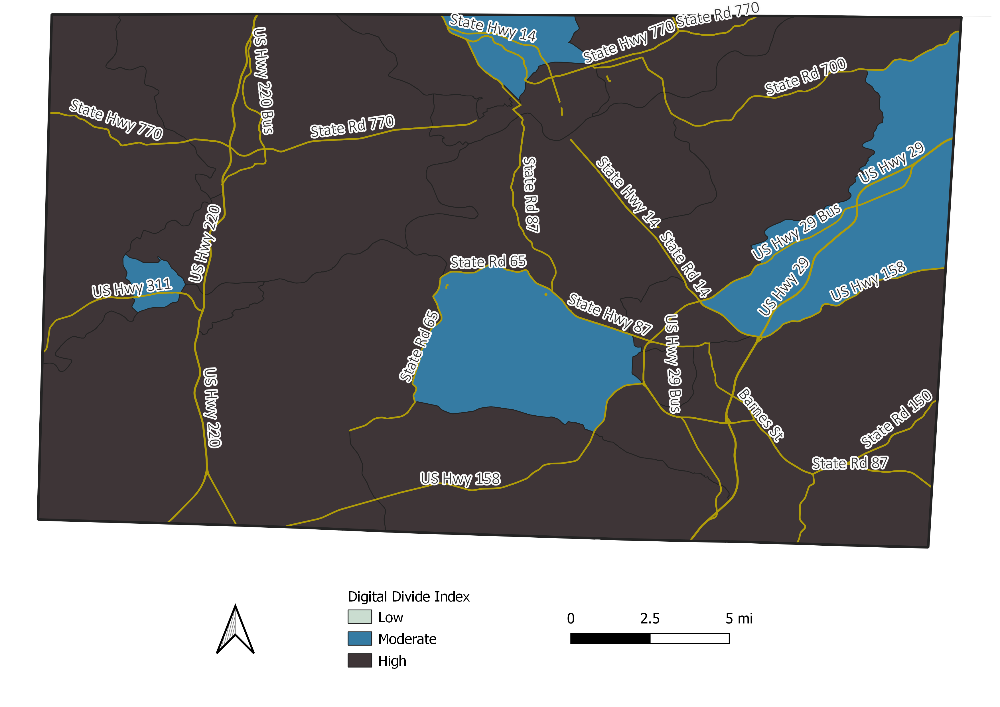 State Rd 770
State Hwy 14
State Hwy 770
US Hwy 220 Bus
State Rd 700
State Hwy 770
State Rd 770
US Hwy 29
State Rd 87
State Hwy 14
US Hwy 220
US Hwy 29 Bus
State Rd 14
State Rd 65
US Hwy 29
US Hwy 158
US Hwy 311
State Rd 65
State Hwy 87
US Hwy 29 Bus
US Hwy 220
Barnes St
State Rd 150
State Rd 87
US Hwy 158
Digital Divide Index
Low
Moderate
High
0 2.5 5 mi